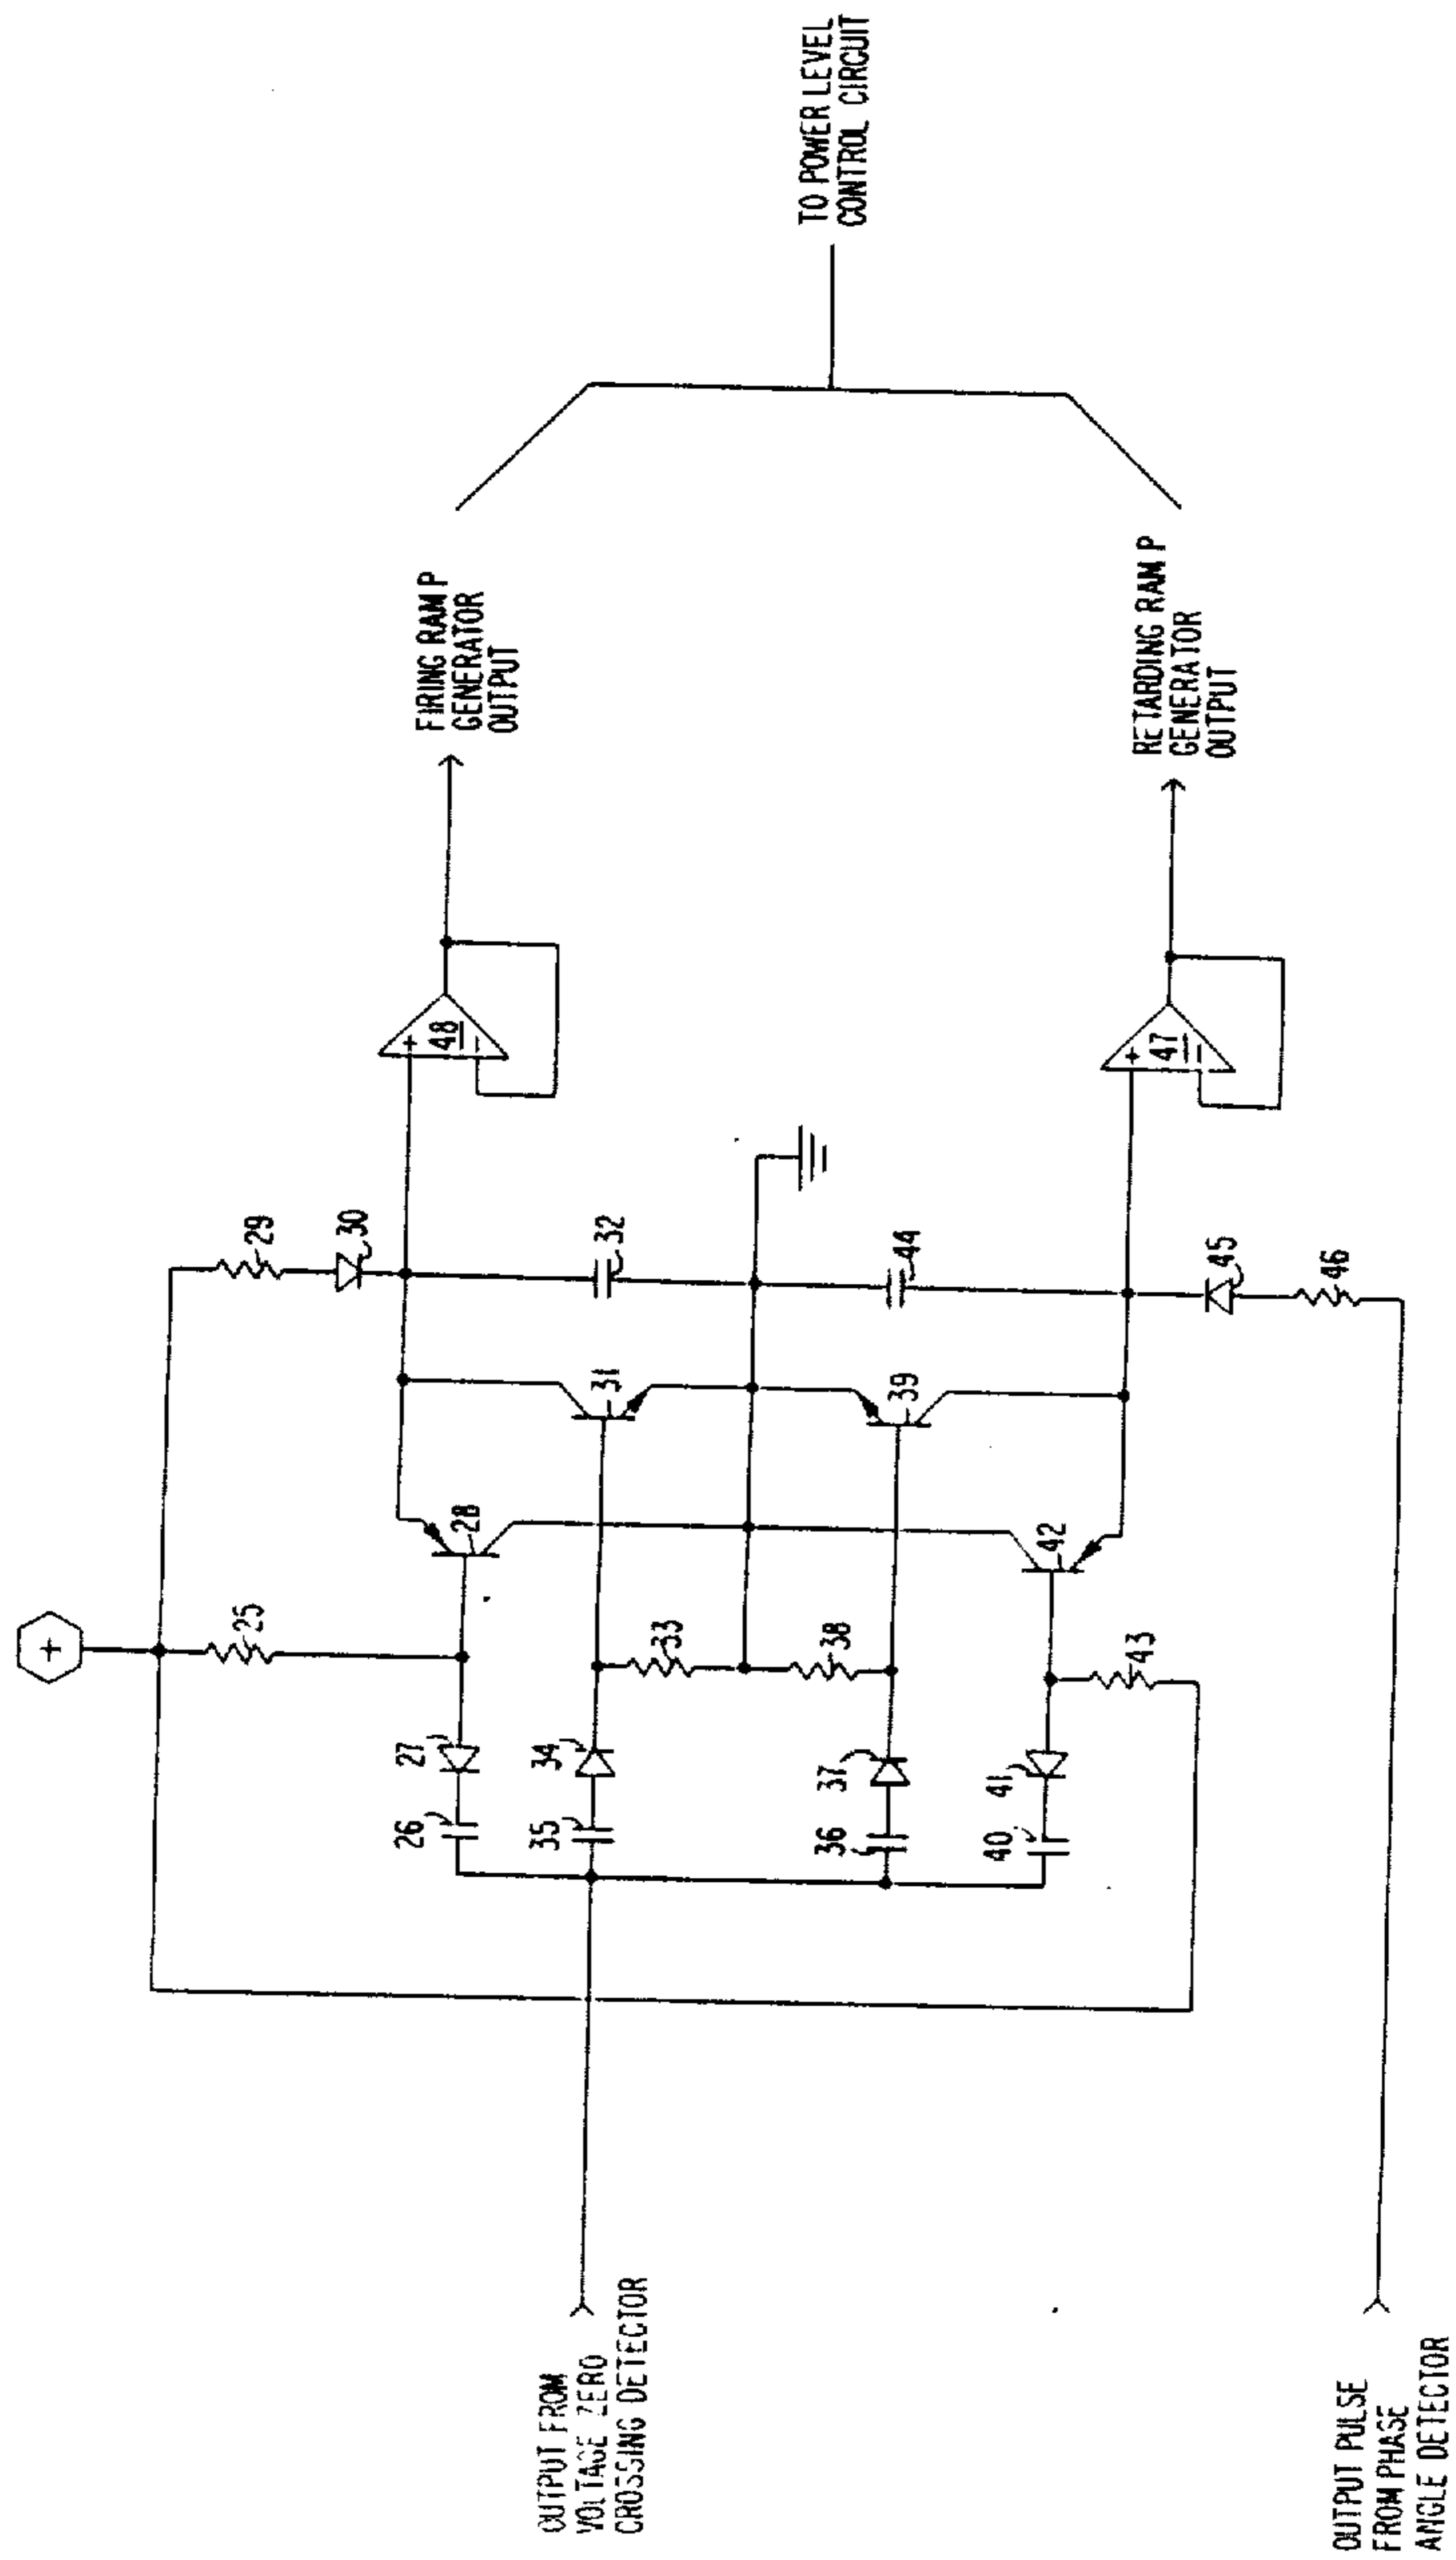 TO POWER LEVEL
CONTROL CIRCUIT
FIRING RAMP
GENERATOR
OUTPUT
RETARDING RAMP
GENERATOR
OUTPUT
+
25
29
30
+
48
−
28
31
32
27
26
34
35
33
38
39
44
37
36
41
40
42
43
45
46
+
47
−
OUTPUT FROM
VOLTAGE ZERO
CROSSING DETECTOR
OUTPUT PULSE
FROM PHASE
ANGLE DETECTOR